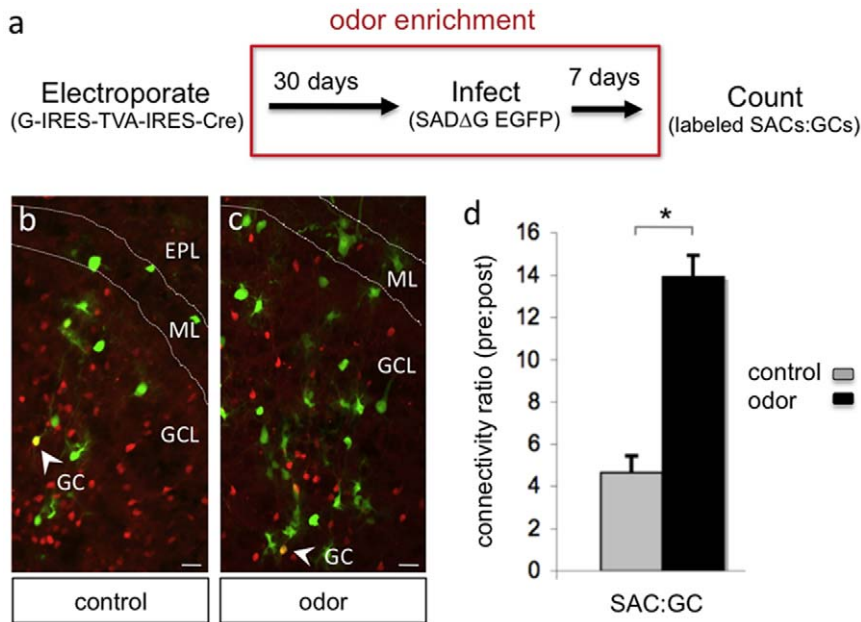 a
odor enrichment
Electroporate
(G-IRES-TVA-IRES-Cre)
30 days
Infect
(SADΔG EGFP)
7 days
Count
(labeled SACs:GCs)
b
EPL
ML
GCL
GC
control
c
ML
GCL
GC
odor
d
connectivity ratio (pre:post)
16
14
12
10
8
6
4
2
0
*
SAC:GC
control
odor